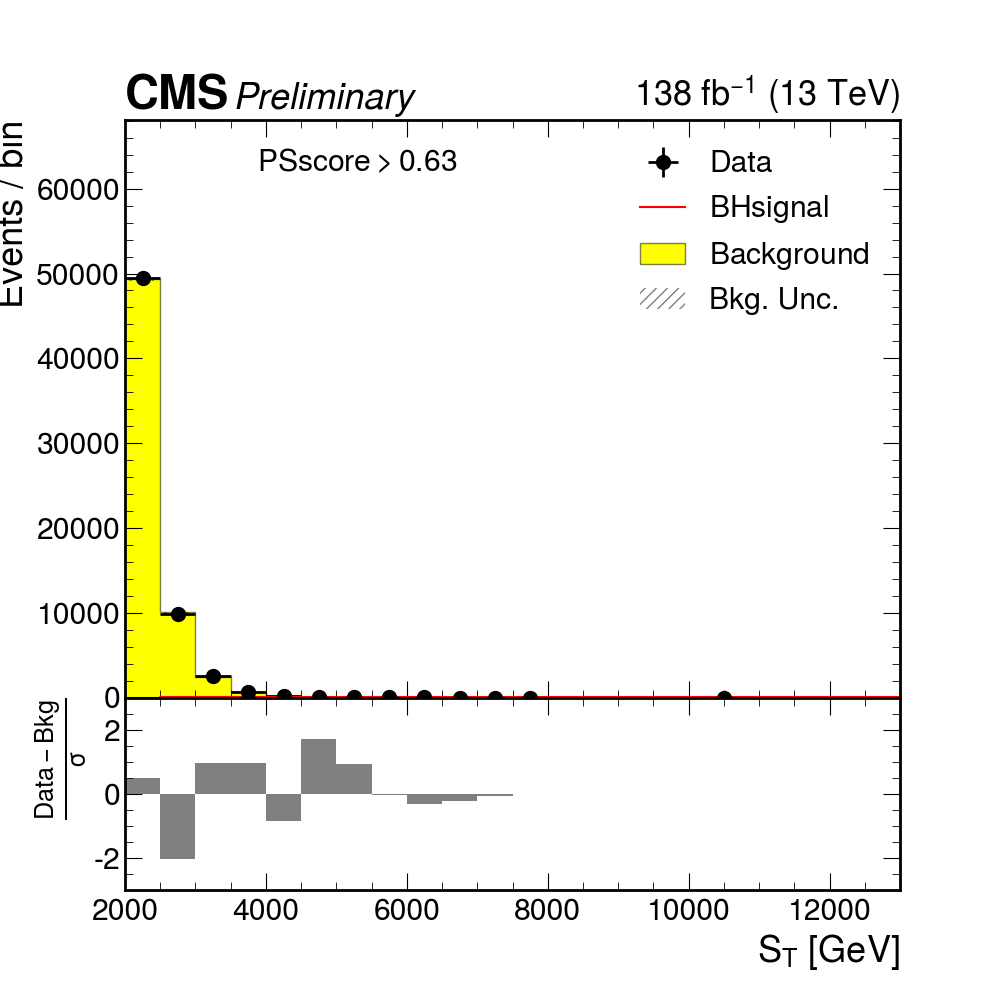 CMS Preliminary
138 fb⁻¹ (13 TeV)
Events / bin
PSscore > 0.63
Data
BHsignal
Background
Bkg. Unc.
60000
50000
40000
30000
20000
10000
0
Data – Bkg
σ
2
0
-2
2000 4000 6000 8000 10000 12000
S_T [GeV]